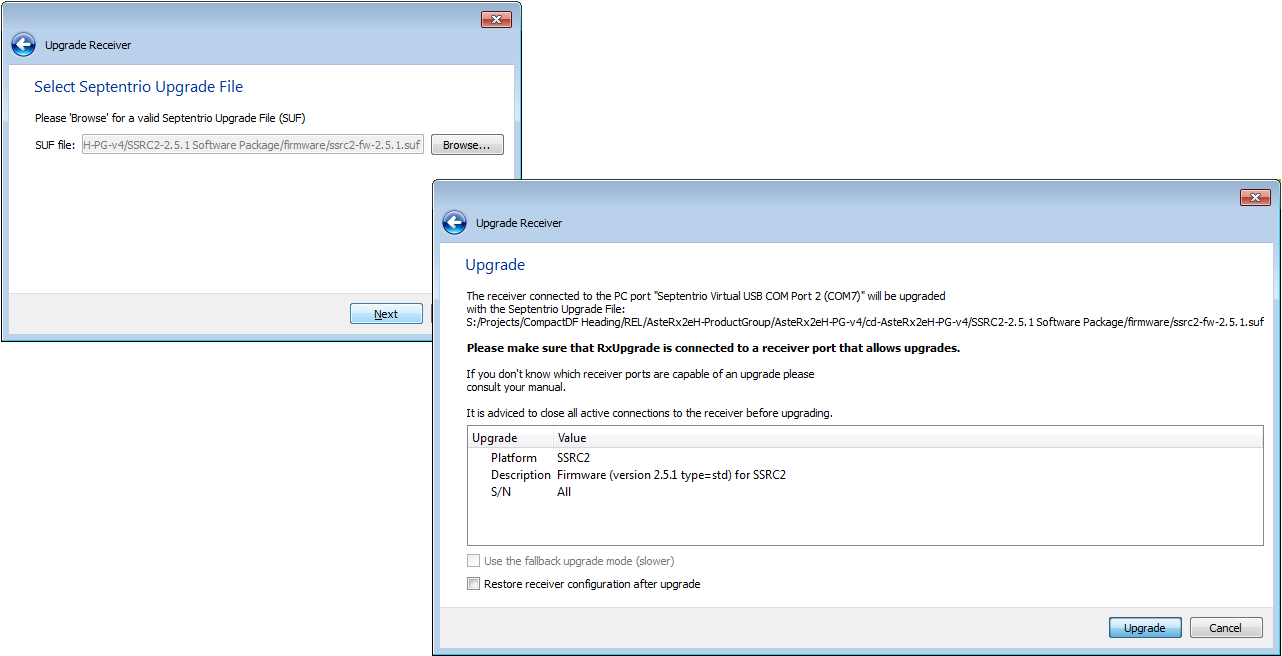 Upgrade Receiver
Select Septentrio Upgrade File
Please 'Browse' for a valid Septentrio Upgrade File (SUF)
SUF file: H-PG-v4/SSRC2-2.5.1 Software Package/firmware/ssrc2-fw-2.5.1.suf Browse...
Next
Upgrade Receiver
Upgrade
The receiver connected to the PC port "Septentrio Virtual USB COM Port 2 (COM7)" will be upgraded
with the Septentrio Upgrade File:
S:/Projects/CompactDF Heading/REL/AsteRx2eH-ProductGroup/AsteRx2eH-PG-v4/cd-AsteRx2eH-PG-v4/SSRC2-2.5.1 Software Package/firmware/ssrc2-fw-2.5.1.suf
Please make sure that RxUpgrade is connected to a receiver port that allows upgrades.
If you don't know which receiver ports are capable of an upgrade please
consult your manual.
It is adviced to close all active connections to the receiver before upgrading.
Upgrade Value
Platform SSRC2
Description Firmware (version 2.5.1 type=std) for SSRC2
S/N All
Use the fallback upgrade mode (slower)
Restore receiver configuration after upgrade
Upgrade Cancel